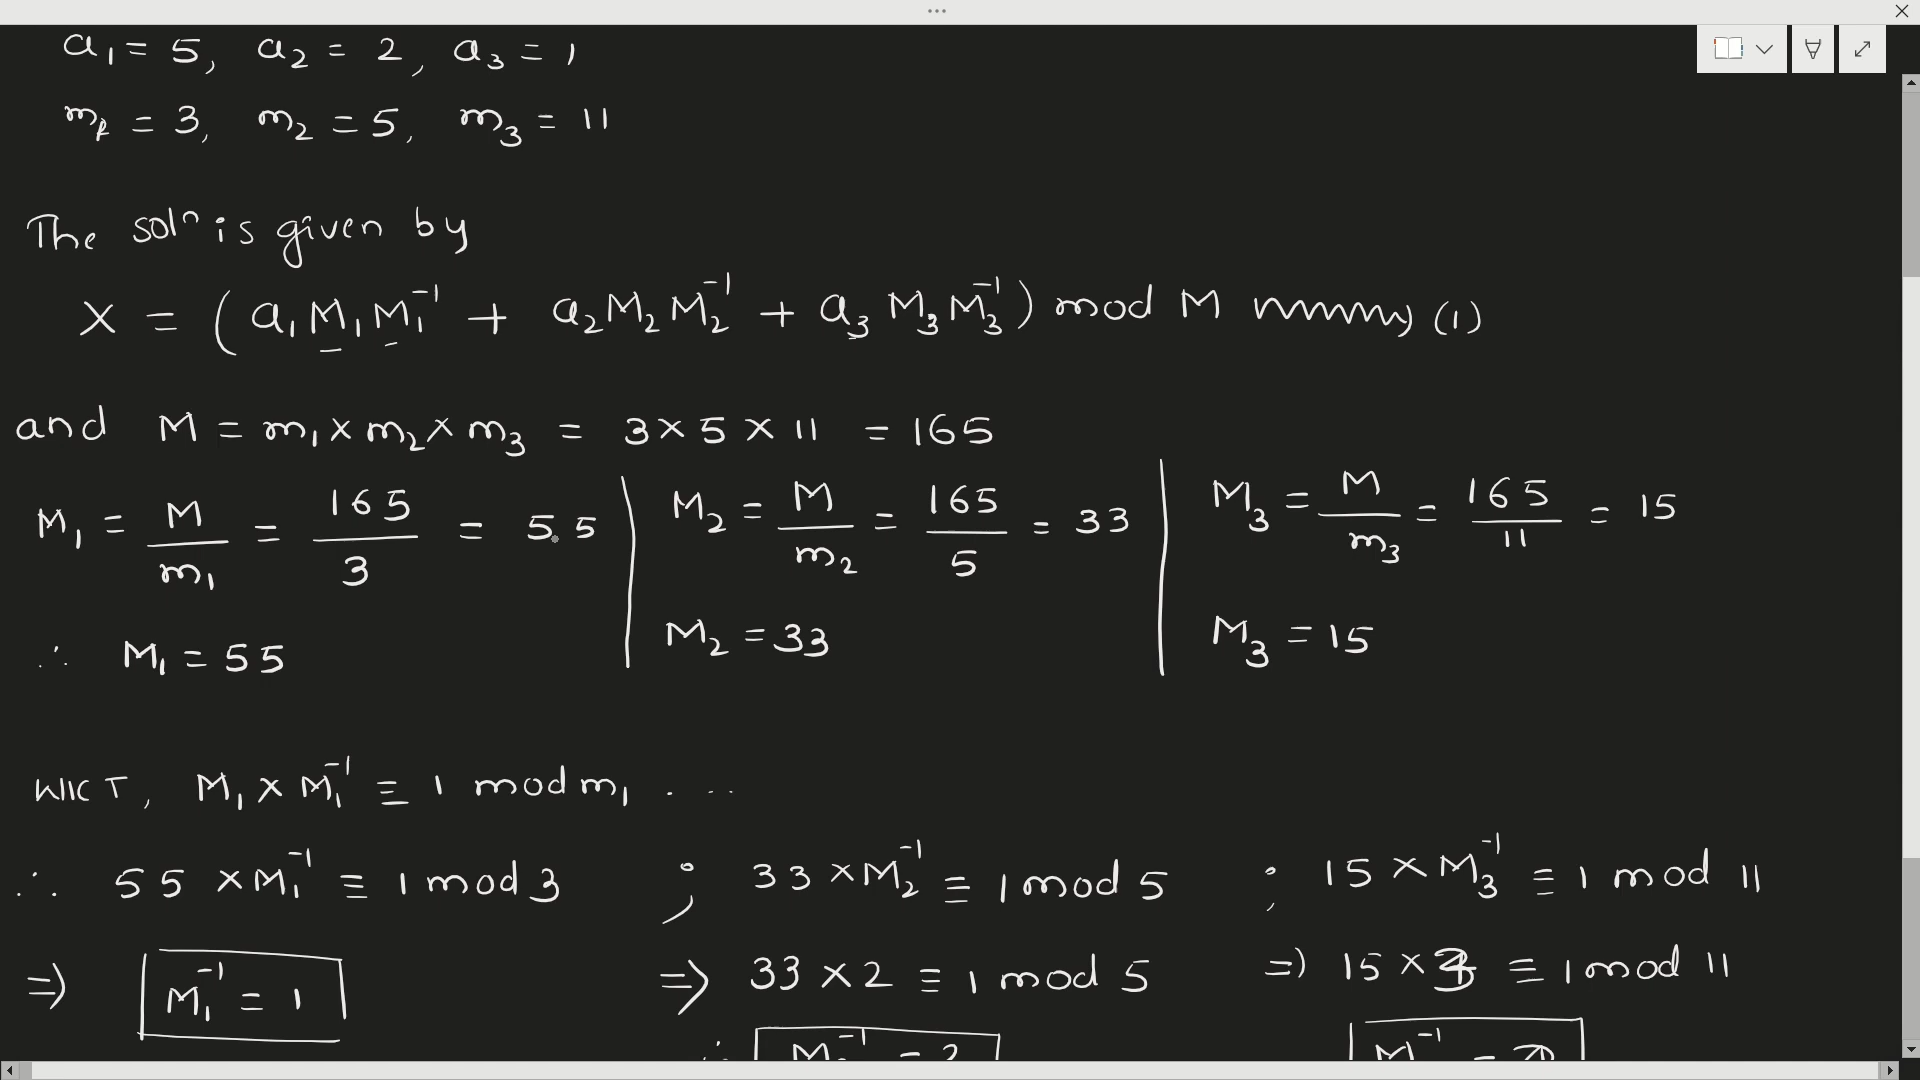 a₁ = 5, a₂ = 2, a₃ = 1
m₁ = 3, m₂ = 5, m₃ = 11
The solⁿ is given by
X = (a₁M₁M₁⁻¹ + a₂M₂M₂⁻¹ + a₃M₃M₃⁻¹) mod M (1)
and M = m₁ × m₂ × m₃ = 3 × 5 × 11 = 165
M₁ = M/m₁ = 165/3 = 55 | M₂ = M/m₂ = 165/5 = 33 | M₃ = M/m₃ = 165/11 = 15
∴ M₁ = 55 | M₂ = 33 | M₃ = 15
WKT, M₁ × M₁⁻¹ ≡ 1 mod m₁ ....
∴ 55 × M₁⁻¹ ≡ 1 mod 3 ; 33 × M₂⁻¹ ≡ 1 mod 5 ; 15 × M₃⁻¹ ≡ 1 mod 11
⇒ M₁⁻¹ = 1 ⇒ 33 × 2 ≡ 1 mod 5 ⇒ 15 × ≡ 1 mod 11